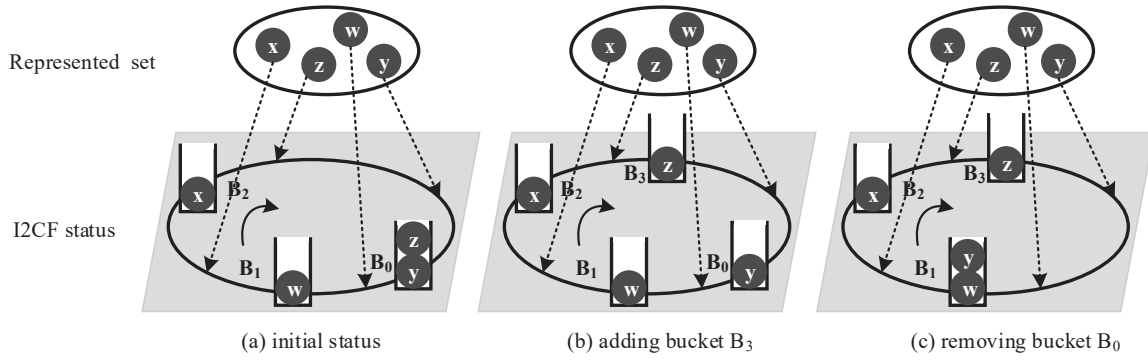 Represented set
x z w y
x z w y
x z w y
I2CF status
B2 x B1 w B0 z y
B2 x B3 z B1 w B0 y
B2 x B3 z B1 y w
(a) initial status
(b) adding bucket B3
(c) removing bucket B0